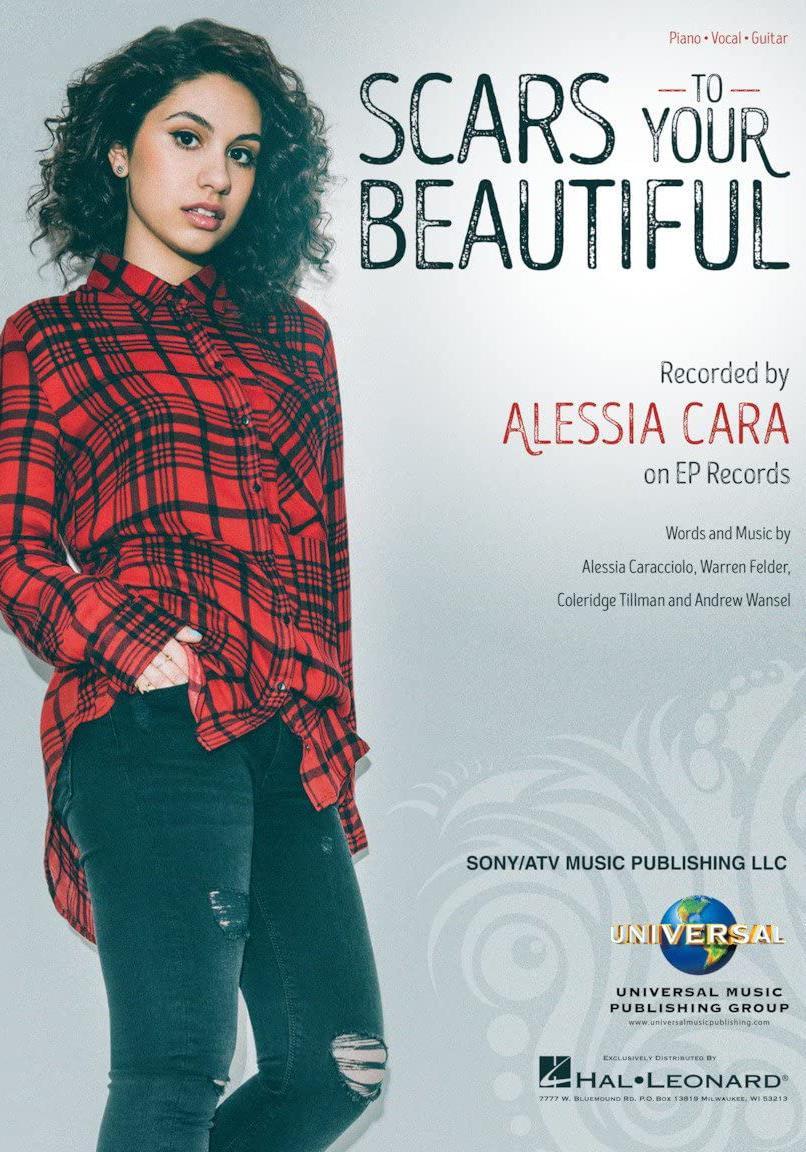 Piano • Vocal • Guitar
SCARS TO YOUR
BEAUTIFUL
Recorded by
ALESSIA CARA
on EP Records
Words and Music by
Alessia Caracciolo, Warren Felder,
Coleridge Tillman and Andrew Wansel
SONY/ATV MUSIC PUBLISHING LLC
UNIVERSAL
UNIVERSAL MUSIC
PUBLISHING GROUP
www.universalmusicpublishing.com
EXCLUSIVELY DISTRIBUTED BY
HAL•LEONARD®
7777 W. BLUEMOUND RD. P.O. BOX 13819 MILWAUKEE, WI 53213